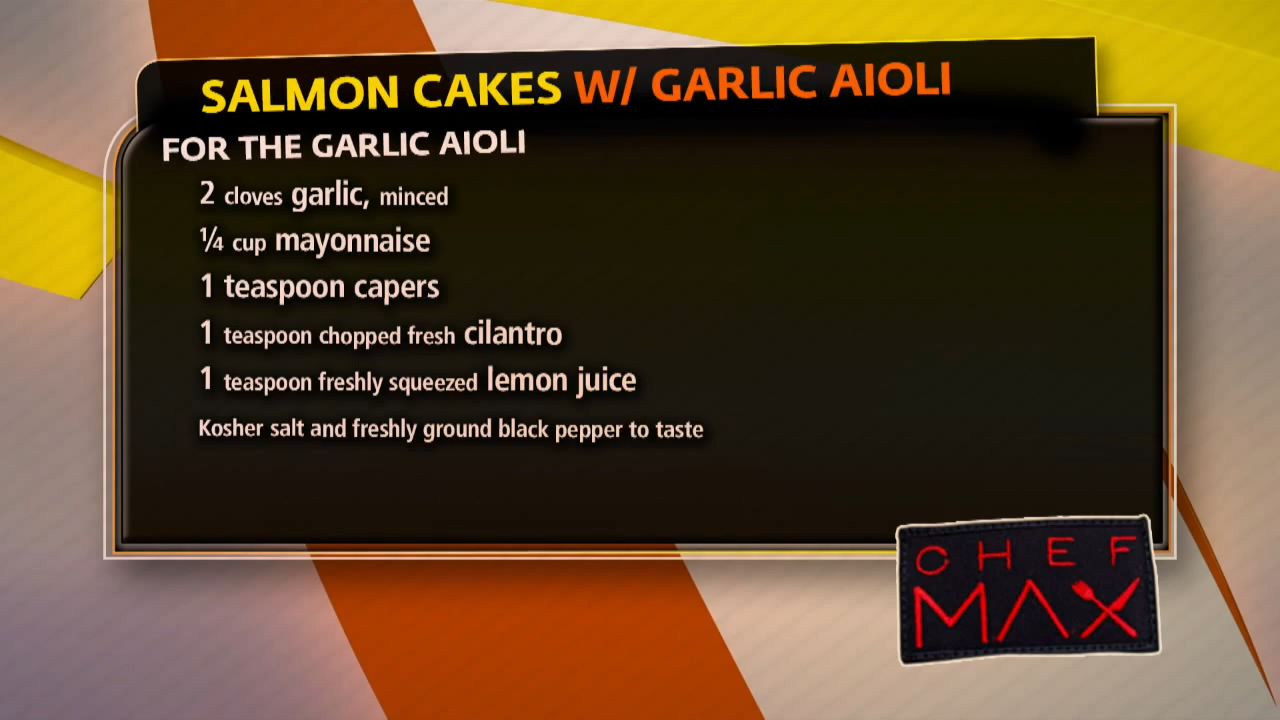 SALMON CAKES W/ GARLIC AIOLI
FOR THE GARLIC AIOLI
2 cloves garlic, minced
¼ cup mayonnaise
1 teaspoon capers
1 teaspoon chopped fresh cilantro
1 teaspoon freshly squeezed lemon juice
Kosher salt and freshly ground black pepper to taste
CHEF
MAX